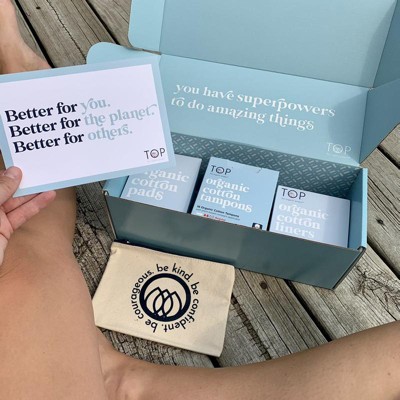 Better for you.
Better for the planet.
Better for others.
TOP
you have superpowers
to do amazing things
TOP
organic
cotton
pads
TOP
organic
cotton
tampons
TOP
organic
cotton
liners
be courageous. be kind. be confident.